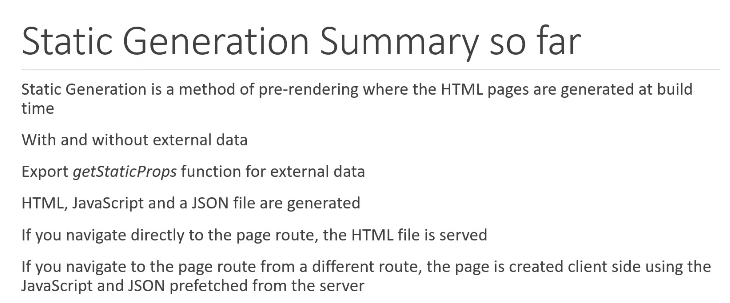 Static Generation Summary so far
Static Generation is a method of pre-rendering where the HTML pages are generated at build
time
With and without external data
Export getStaticProps function for external data
HTML, JavaScript and a JSON file are generated
If you navigate directly to the page route, the HTML file is served
If you navigate to the page route from a different route, the page is created client side using the
JavaScript and JSON prefetched from the server